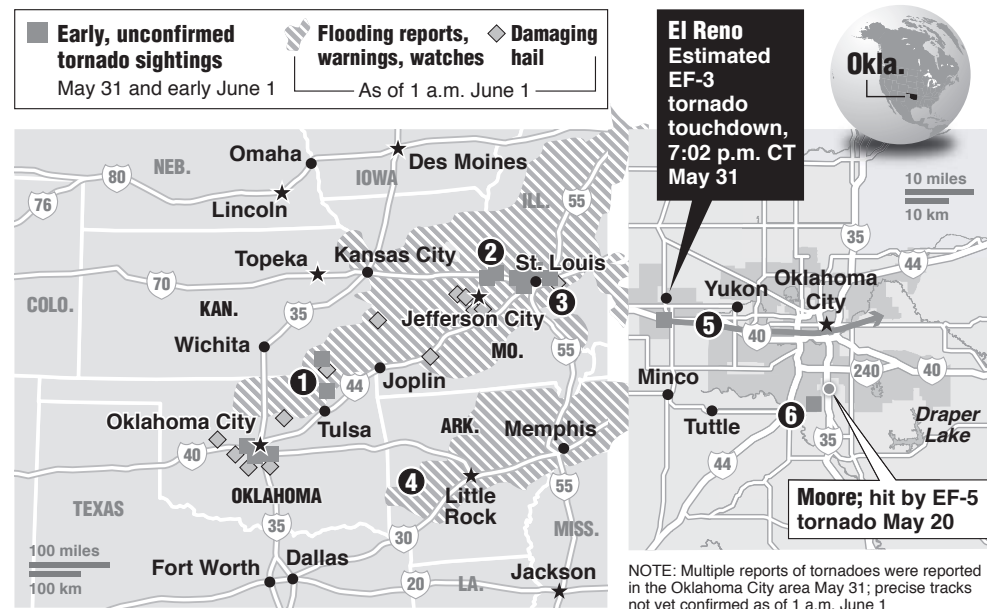 Early, unconfirmed
tornado sightings
May 31 and early June 1
Flooding reports,
warnings, watches
Damaging
hail
As of 1 a.m. June 1
El Reno
Estimated
EF-3
tornado
touchdown,
7:02 p.m. CT
May 31
Okla.
NEB.
Omaha
Des Moines
IOWA
80
76
Lincoln
ILL.
55
Topeka
Kansas City
2
St. Louis
70
COLO.
KAN.
35
3
Jefferson City
MO.
Wichita
55
1
44
Joplin
Oklahoma City
Tulsa
ARK.
Memphis
40
4
OKLAHOMA
Little
Rock
55
TEXAS
35
30
MISS.
100 miles
100 km
Fort Worth
Dallas
20
LA.
Jackson
10 miles
10 km
35
44
Yukon
Oklahoma
City
5
40
Minco
240
40
6
Tuttle
35
Draper
Lake
44
Moore; hit by EF-5
tornado May 20
NOTE: Multiple reports of tornadoes were reported
in the Oklahoma City area May 31; precise tracks
not yet confirmed as of 1 a.m. June 1